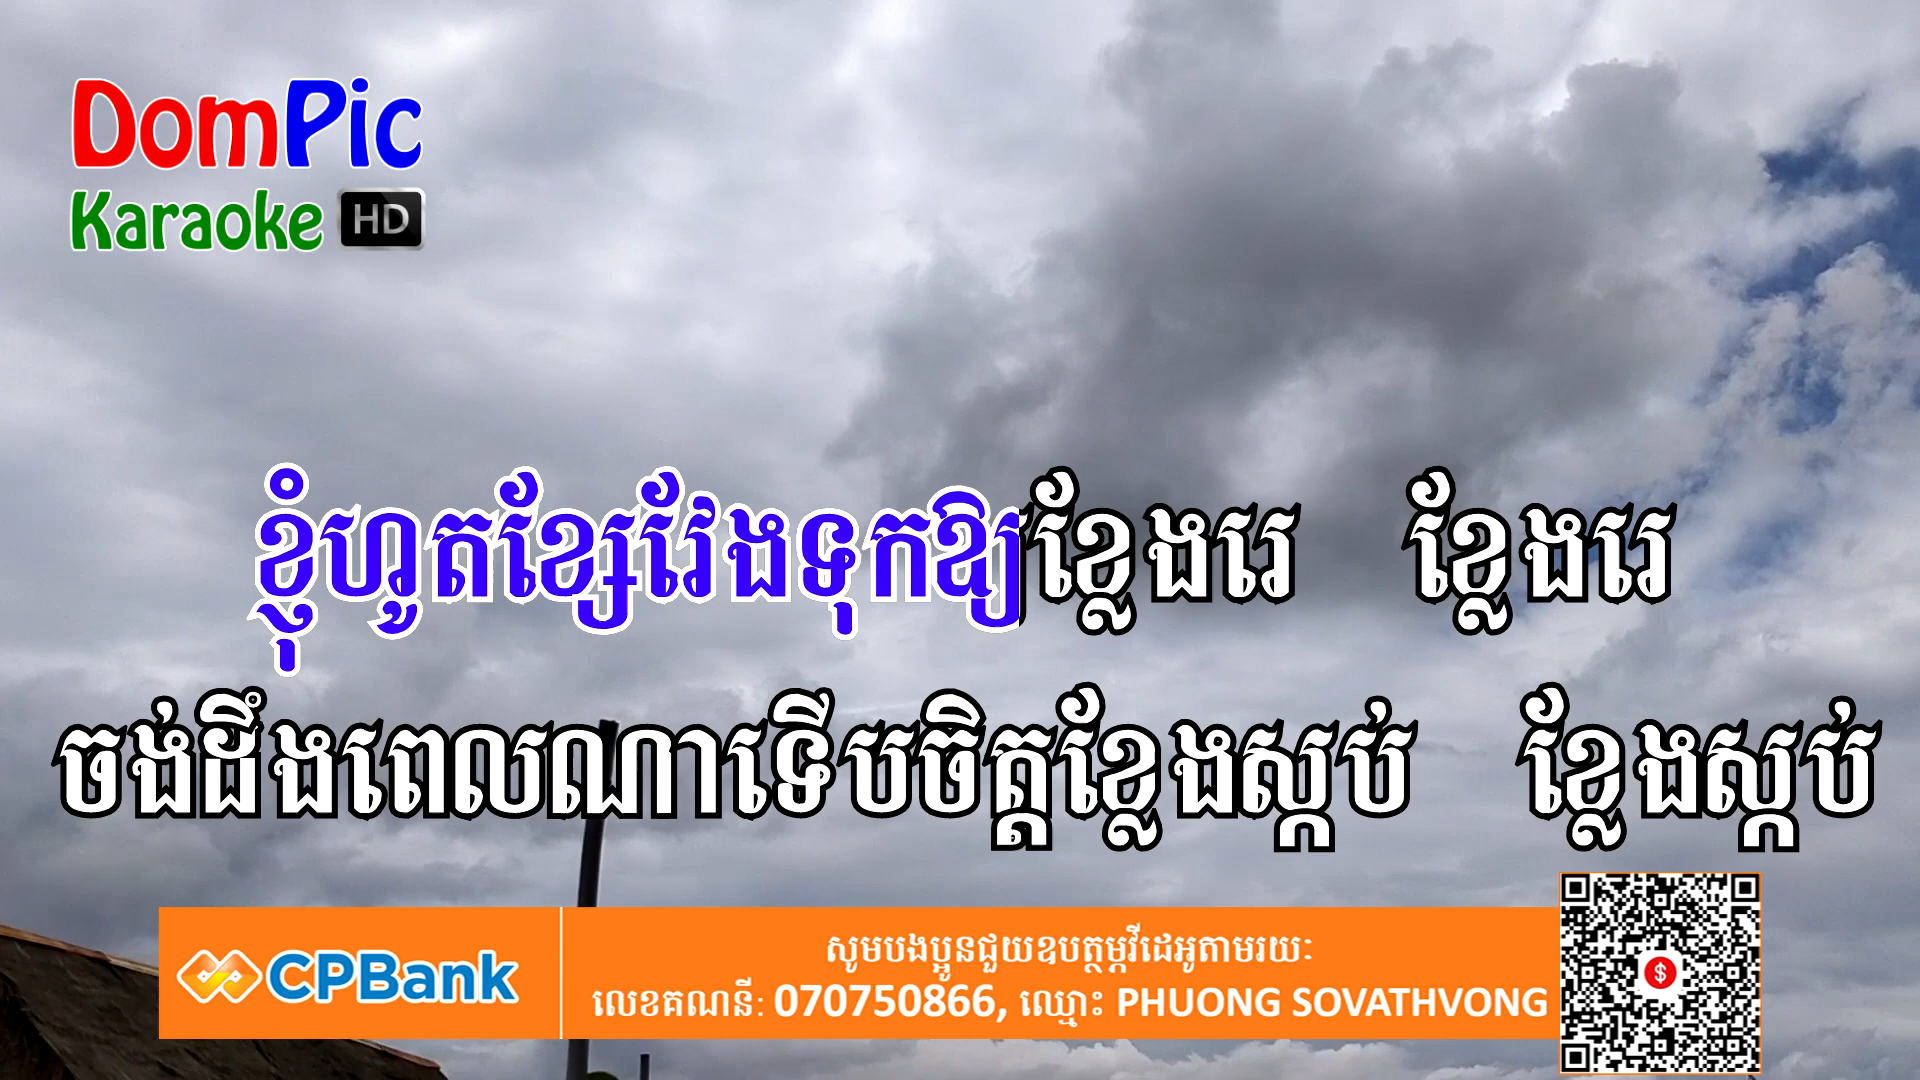 DomPic
Karaoke HD
ខ្ញុំហូតខ្សែវែងទុកឱ្យខ្លែងរេ ខ្លែងរេ
ចង់ដឹងពេលណាទើបចិត្តខ្លែងស្កប់ ខ្លែងស្កប់
CPBank
សូមបងប្អូនជួយឧបត្ថម្ភវីដេអូតាមរយៈ
លេខគណនី: 070750866, ឈ្មោះ PHUONG SOVATHVONG